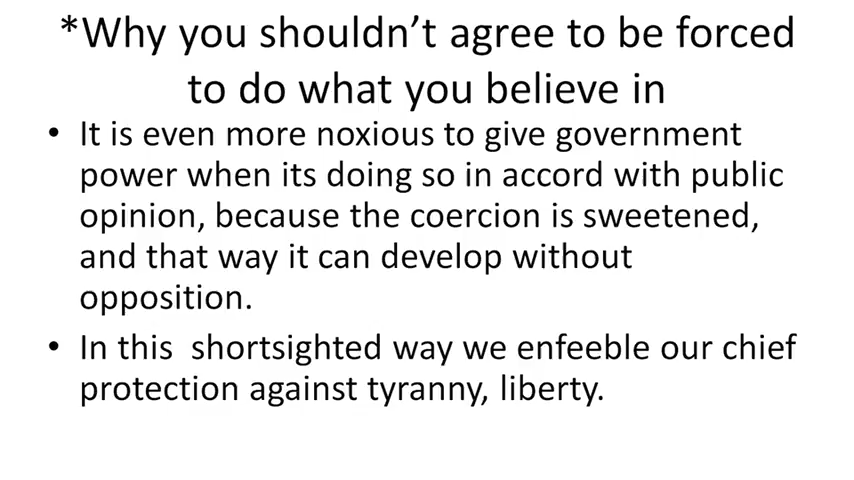 *Why you shouldn’t agree to be forced
to do what you believe in
• It is even more noxious to give government
power when its doing so in accord with public
opinion, because the coercion is sweetened,
and that way it can develop without
opposition.
• In this  shortsighted way we enfeeble our chief
protection against tyranny, liberty.